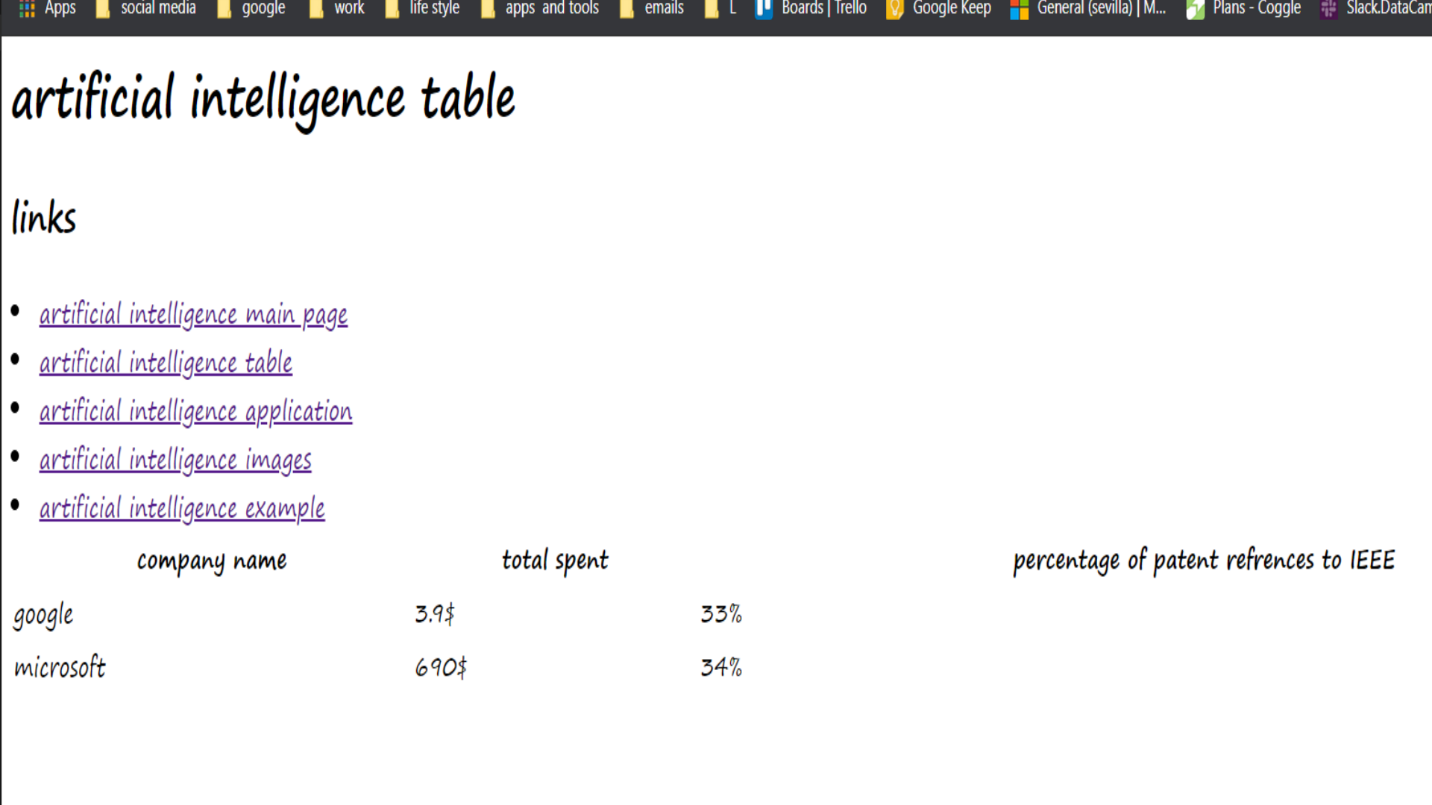 Apps social media google work life style apps and tools emails L Boards | Trello Google Keep General (sevilla) | M... Plans - Coggle Slack.DataCam
artificial intelligence table
links
artificial intelligence main page
artificial intelligence table
artificial intelligence application
artificial intelligence images
artificial intelligence example
company name total spent percentage of patent refrences to IEEE
google 3.9$ 33%
microsoft 690$ 34%